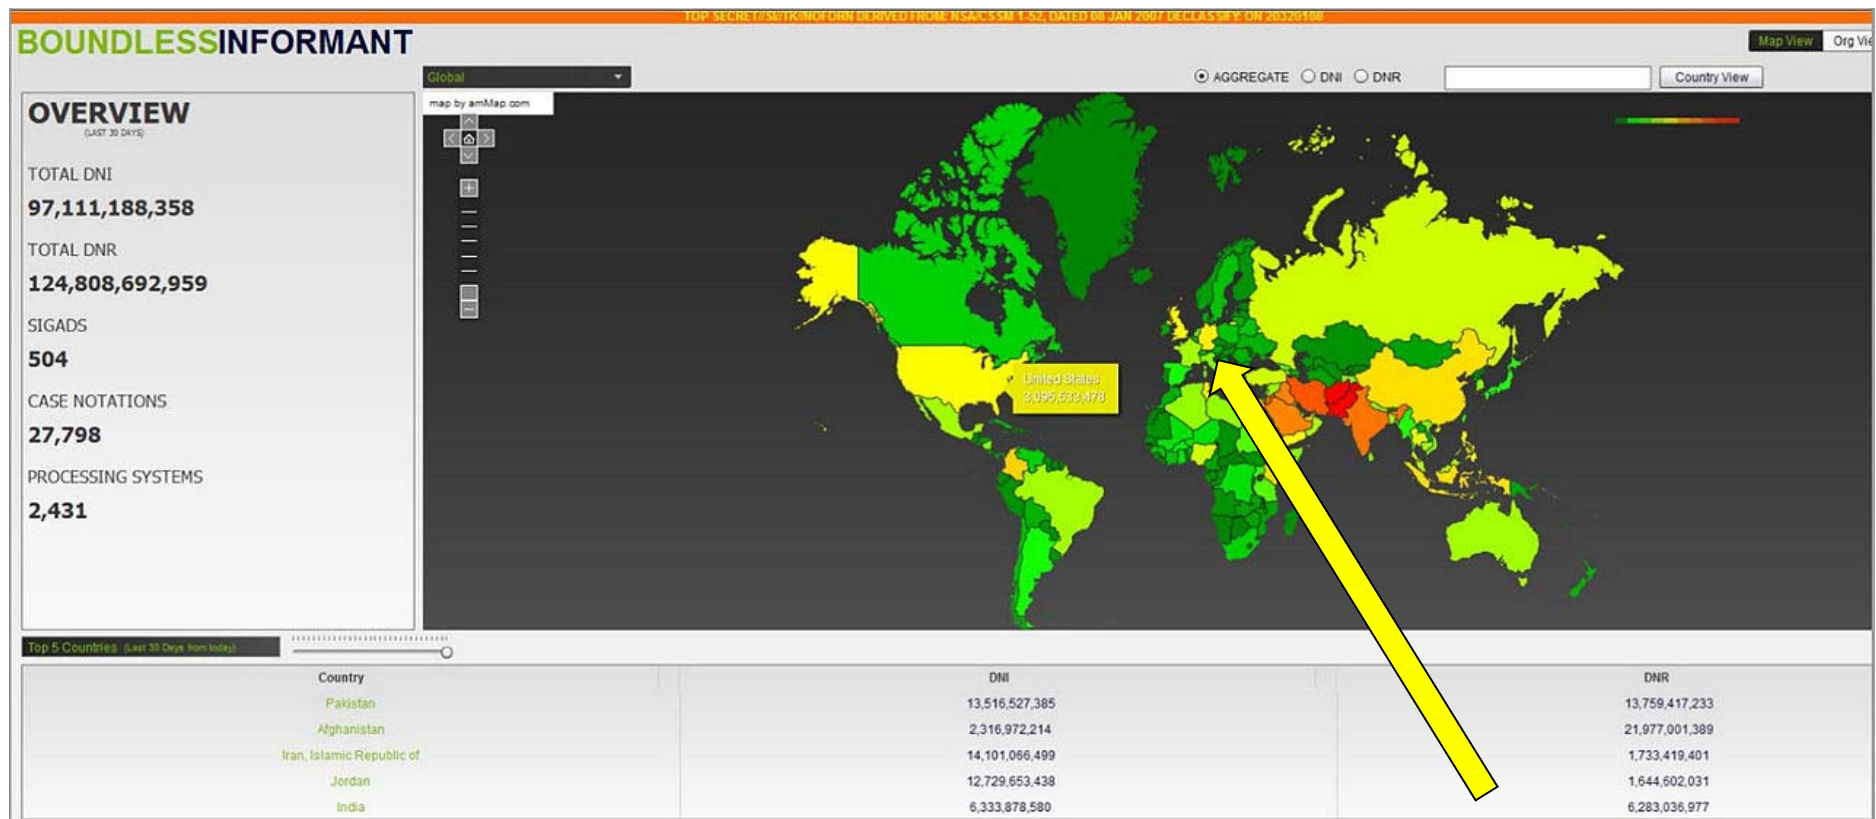 TOP SECRET//SI//TK//NOFORN DERIVED FROM: NSA/CSSM 1-52, DATED 08 JAN 2007 DECLASSIFY ON 20320108
BOUNDLESSINFORMANT
Map View Org Vie
Global
AGGREGATE DNI DNR Country View
map by amMap.com
OVERVIEW
(LAST 30 DAYS)
TOTAL DNI
97,111,188,358
TOTAL DNR
124,808,692,959
SIGADS
504
CASE NOTATIONS
27,798
PROCESSING SYSTEMS
2,431
United States:
3,095,533,478
Top 5 Countries (Last 30 Days from today)
Country DNI DNR
Pakistan 13,516,527,385 13,759,417,233
Afghanistan 2,316,972,214 21,977,001,389
Iran, Islamic Republic of 14,101,066,499 1,733,419,401
Jordan 12,729,653,438 1,644,602,031
India 6,333,878,580 6,283,036,977